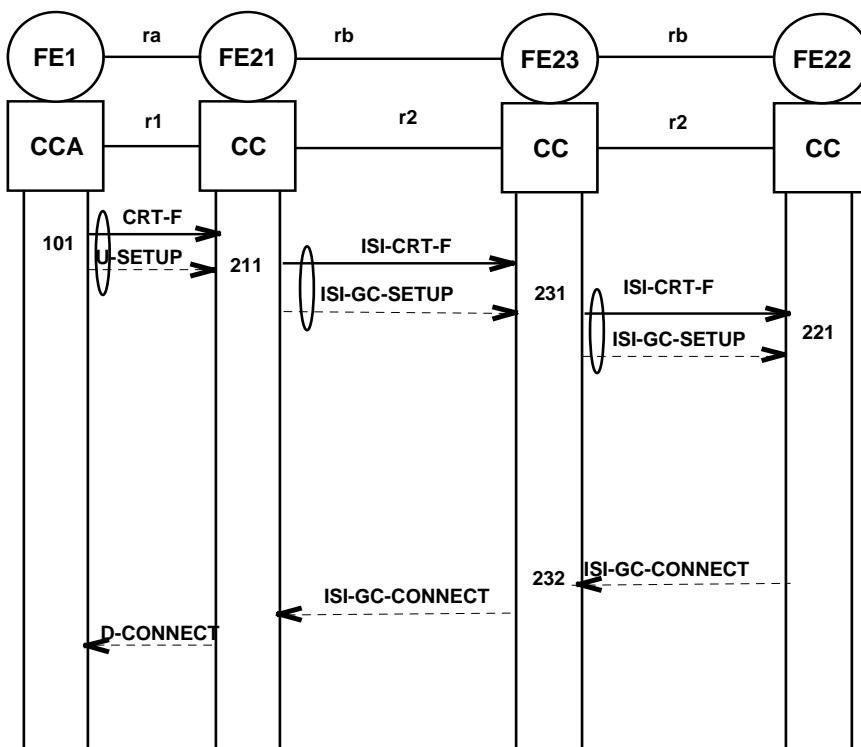 ra
rb
rb
FE1
FE21
FE23
FE22
r1
r2
r2
CCA
CC
CC
CC
CRT-F
101
U-SETUP
211
ISI-CRT-F
ISI-GC-SETUP
231
ISI-CRT-F
ISI-GC-SETUP
221
232
ISI-GC-CONNECT
ISI-GC-CONNECT
D-CONNECT